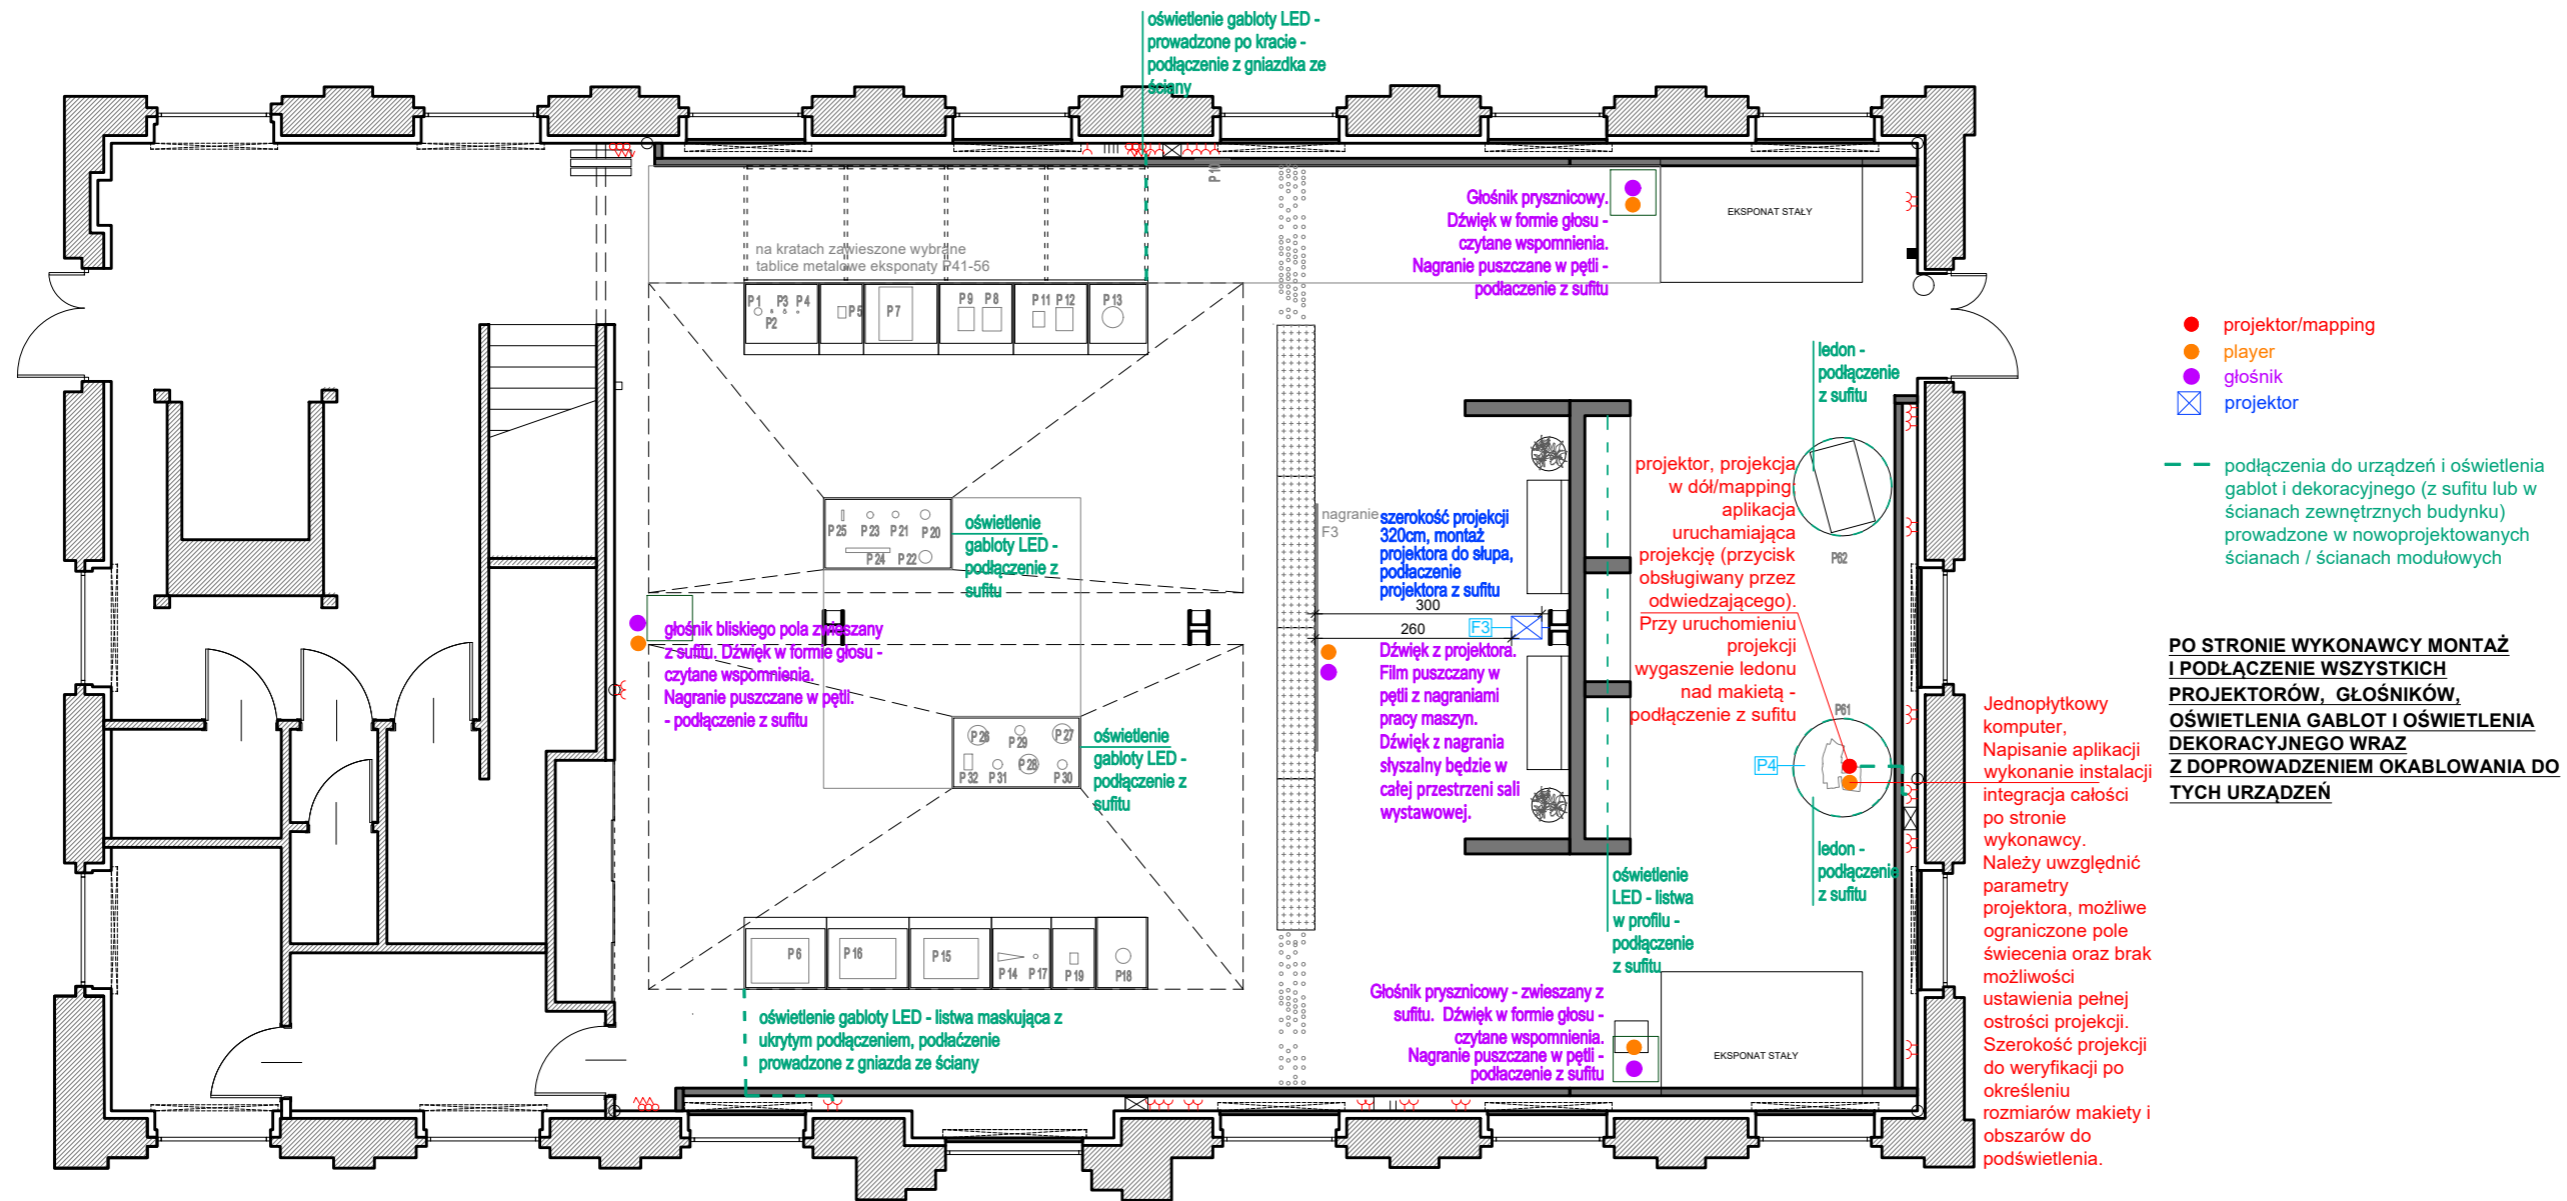 oświetlenie gabloty LED -
prowadzone po kracie -
podłączenie z gniazdka ze
ściany
P 10
na kratach zawieszone wybrane
tablice metalowe eksponaty P41-56
P1
P3
P4
P2
P5
P7
P9
P8
P11
P12
P13
Głośnik prysznicowy.
Dźwięk w formie głosu -
czytane wspomnienia.
Nagranie puszczane w pętli -
podłaczenie z sufitu
EKSPONAT STAŁY
ledon -
podłączenie
z sufitu
projektor/mapping
player
głośnik
projektor
podłączenia do urządzeń i oświetlenia
gablot i dekoracyjnego (z sufitu lub w
ścianach zewnętrznych budynku)
prowadzone w nowoprojektowanych
ścianach / ścianach modułowych
P25
P23
P21
P20
P24
P22
oświetlenie
gabloty LED -
podłączenie z
sufitu
nagranie
F3
szerokość projekcji
320cm, montaż
projektora do słupa,
podłaczenie
projektora z sufitu
300
260
F3
projektor, projekcja
w dół/mapping
aplikacja
uruchamiająca
projekcję (przycisk
obsługiwany przez
odwiedzającego).
Przy uruchomieniu
projekcji
wygaszenie ledonu
nad makietą -
podłączenie z sufitu
P62
głośnik bliskiego pola zwieszany
z sufitu. Dźwięk w formie głosu -
czytane wspomnienia.
Nagranie puszczane w pętli.
- podłączenie z sufitu
Dźwięk z projektora.
Film puszczany w
pętli z nagraniami
pracy maszyn.
Dźwięk z nagrania
słyszalny będzie w
całej przestrzeni sali
wystawowej.
P26
P29
P27
P32
P31
P28
P30
oświetlenie
gabloty LED -
podłączenie z
sufitu
P61
P4
ledon -
podłączenie
z sufitu
PO STRONIE WYKONAWCY MONTAŻ
I PODŁĄCZENIE WSZYSTKICH
PROJEKTORÓW, GŁOŚNIKÓW,
OŚWIETLENIA GABLOT I OŚWIETLENIA
DEKORACYJNEGO WRAZ
Z DOPROWADZENIEM OKABLOWANIA DO
TYCH URZĄDZEŃ
Jednopłytkowy
komputer,
Napisanie aplikacji
wykonanie instalacji
integracja całości
po stronie
wykonawcy.
Należy uwzględnić
parametry
projektora, możliwe
ograniczone pole
świecenia oraz brak
możliwości
ustawienia pełnej
ostrości projekcji.
Szerokość projekcji
do weryfikacji po
określeniu
rozmiarów makiety i
obszarów do
podświetlenia.
oświetlenie
LED - listwa
w profilu -
podłączenie
z sufitu
P6
P16
P15
P14
P17
P19
P18
oświetlenie gabloty LED - listwa maskująca z
ukrytym podłączeniem, podłaćzenie
prowadzone z gniazda ze ściany
Głośnik prysznicowy - zwieszany z
sufitu. Dźwięk w formie głosu -
czytane wspomnienia.
Nagranie puszczane w pętli -
podłaczenie z sufitu
EKSPONAT STAŁY